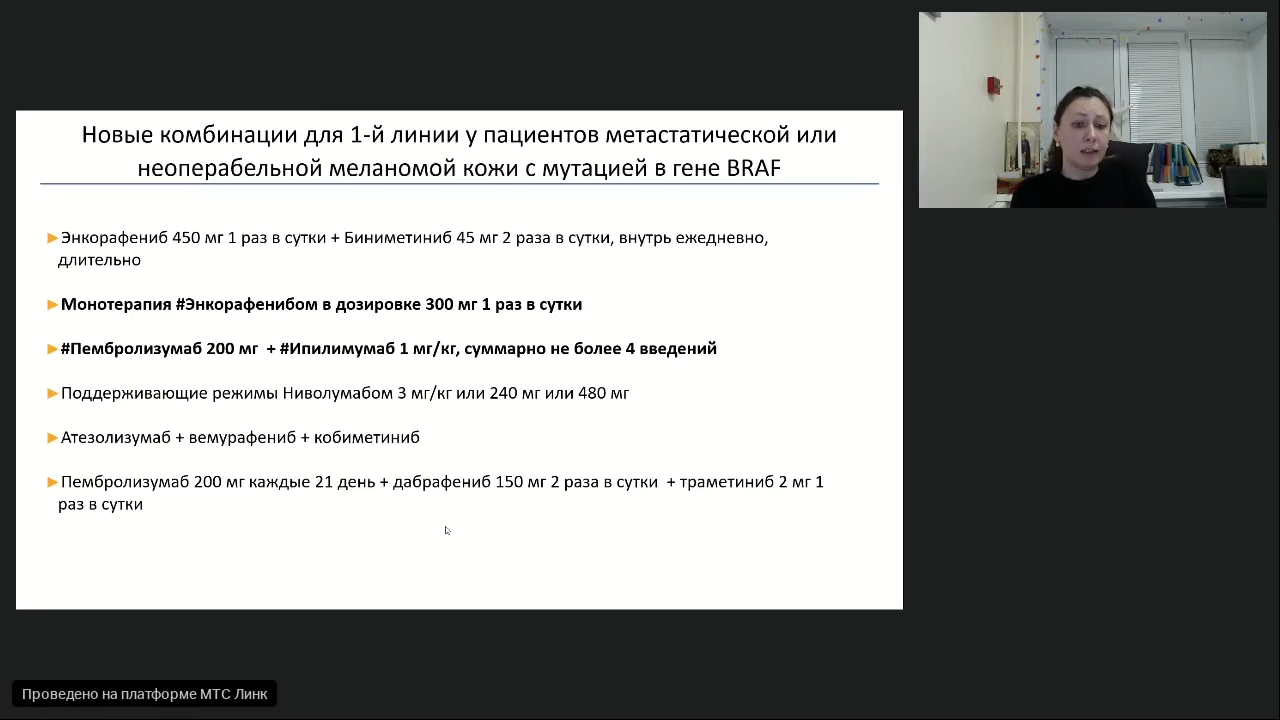 Новые комбинации для 1-й линии у пациентов метастатической или
неоперабельной меланомой кожи с мутацией в гене BRAF
►Энкорафениб 450 мг 1 раз в сутки + Биниметиниб 45 мг 2 раза в сутки, внутрь ежедневно,
длительно
►Монотерапия #Энкорафенибом в дозировке 300 мг 1 раз в сутки
►#Пембролизумаб 200 мг + #Ипилимумаб 1 мг/кг, суммарно не более 4 введений
►Поддерживающие режимы Ниволумабом 3 мг/кг или 240 мг или 480 мг
►Атезолизумаб + вемурафениб + кобиметиниб
►Пембролизумаб 200 мг каждые 21 день + дабрафениб 150 мг 2 раза в сутки + траметиниб 2 мг 1
раз в сутки
Проведено на платформе МТС Линк